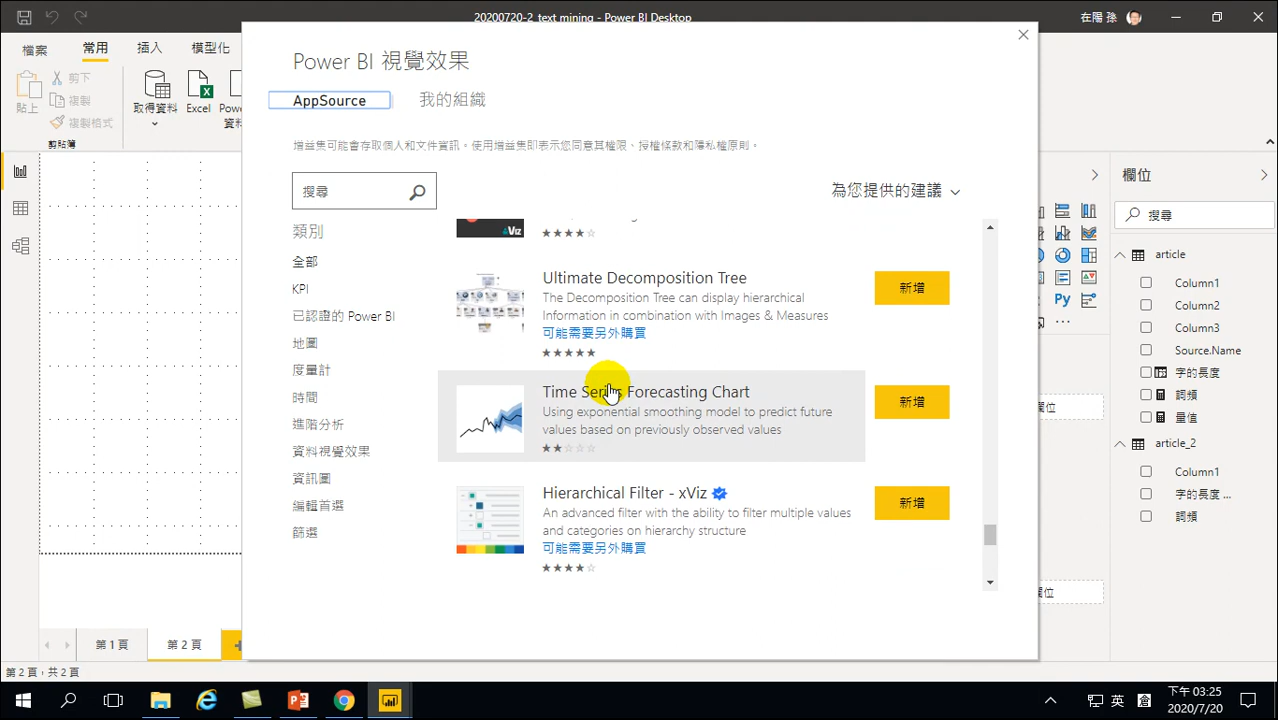 20200720-2_text mining - Power BI Desktop
在陽 孫
檔案
常用
插入
模型化
貼上
剪下
複製
複製格式
剪貼簿
取得資料
Excel
Power
資料
Power BI 視覺效果
AppSource
我的組織
增益集可能會存取個人和文件資訊。使用增益集即表示您同意其權限、授權條款和隱私權原則。
搜尋
為您提供的建議
類別
全部
KPI
已認證的 Power BI
地圖
度量計
時間
進階分析
資料視覺效果
資訊圖
編輯首選
篩選
Viz
Ultimate Decomposition Tree
The Decomposition Tree can display hierarchical
Information in combination with Images & Measures
可能需要另外購買
新增
Time Series Forecasting Chart
Using exponential smoothing model to predict future
values based on previously observed values
新增
Hierarchical Filter - xViz
An advanced filter with the ability to filter multiple values
and categories on hierarchy structure
可能需要另外購買
新增
Py
欄位
欄位
欄位
搜尋
article
Column1
Column2
Column3
Source.Name
字的長度
詞頻
量值
article_2
Column1
字的長度 ...
詞頻
第 1 頁
第 2 頁
第 2 頁，共 2 頁
英
下午 03:25
2020/7/20